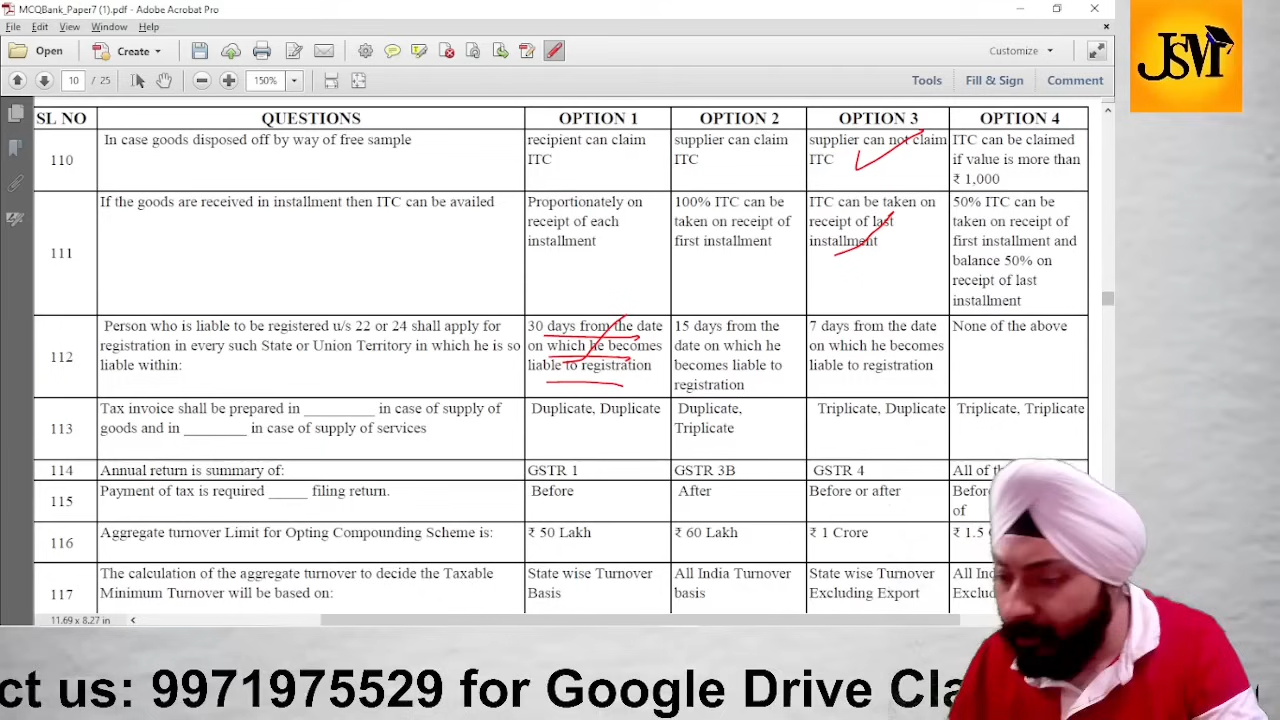 MCQBank_Paper7 (1).pdf - Adobe Acrobat Pro
File Edit View Window Help
Open Create Customize
10 / 25 150% Tools Fill & Sign Comment
JSM
SL NO QUESTIONS OPTION 1 OPTION 2 OPTION 3 OPTION 4
110 In case goods disposed off by way of free sample
recipient can claim
ITC
supplier can claim
ITC
supplier can not claim
ITC
ITC can be claimed
if value is more than
₹ 1,000
111 If the goods are received in installment then ITC can be availed
Proportionately on
receipt of each
installment
100% ITC can be
taken on receipt of
first installment
ITC can be taken on
receipt of last
installment
50% ITC can be
taken on receipt of
first installment and
balance 50% on
receipt of last
installment
112 Person who is liable to be registered u/s 22 or 24 shall apply for
registration in every such State or Union Territory in which he is so
liable within:
30 days from the date
on which he becomes
liable to registration
15 days from the
date on which he
becomes liable to
registration
7 days from the date
on which he becomes
liable to registration
None of the above
113 Tax invoice shall be prepared in __________ in case of supply of
goods and in _________ in case of supply of services
Duplicate, Duplicate
Duplicate,
Triplicate
Triplicate, Duplicate
Triplicate, Triplicate
114 Annual return is summary of:
GSTR 1
GSTR 3B
GSTR 4
All of
115 Payment of tax is required _____ filing return.
Before
After
Before or after
of
116 Aggregate turnover Limit for Opting Compounding Scheme is:
₹ 50 Lakh
₹ 60 Lakh
₹ 1 Crore
₹ 1.5
117 The calculation of the aggregate turnover to decide the Taxable
Minimum Turnover will be based on:
State wise Turnover
Basis
All India Turnover
basis
State wise Turnover
Excluding Export
All
11.69 x 8.27 in
ct us: 9971975529 for Google Drive Cla